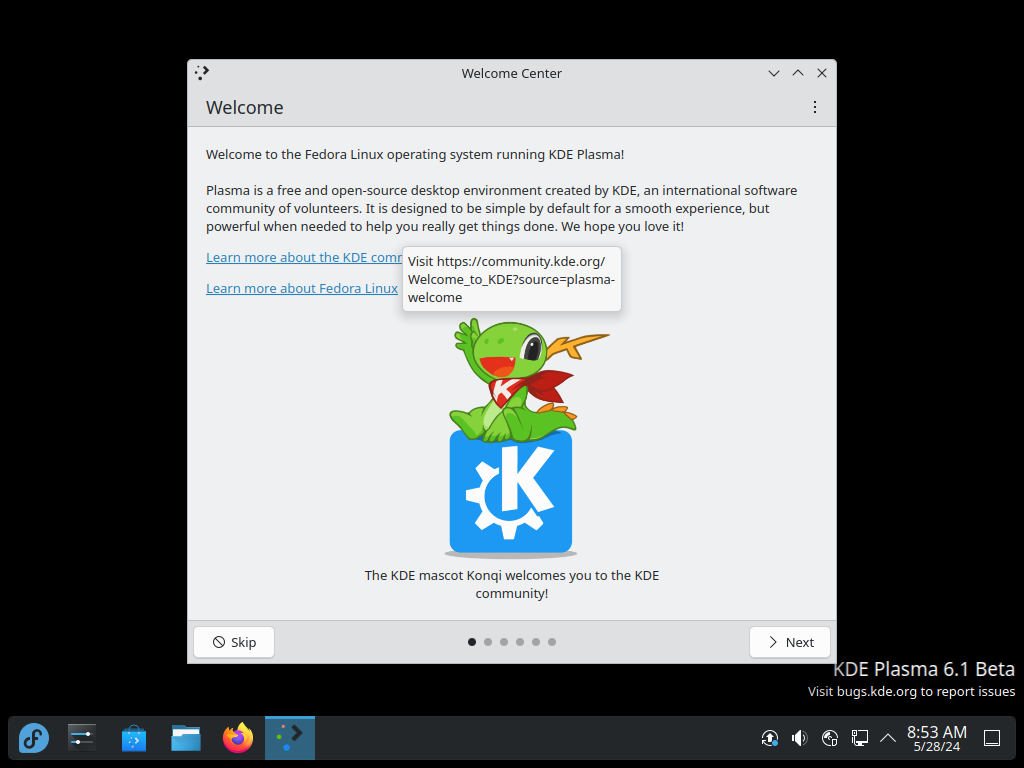 Welcome Center
Welcome
Welcome to the Fedora Linux operating system running KDE Plasma!
Plasma is a free and open-source desktop environment created by KDE, an international software
community of volunteers. It is designed to be simple by default for a smooth experience, but
powerful when needed to help you really get things done. We hope you love it!
Learn more about the KDE
Visit https://community.kde.org/
Welcome_to_KDE?source=plasma-
welcome
Learn more about Fedora Linux
K
K
The KDE mascot Konqi welcomes you to the KDE
community!
Skip
Next
KDE Plasma 6.1 Beta
Visit bugs.kde.org to report issues
8:53 AM
5/28/24